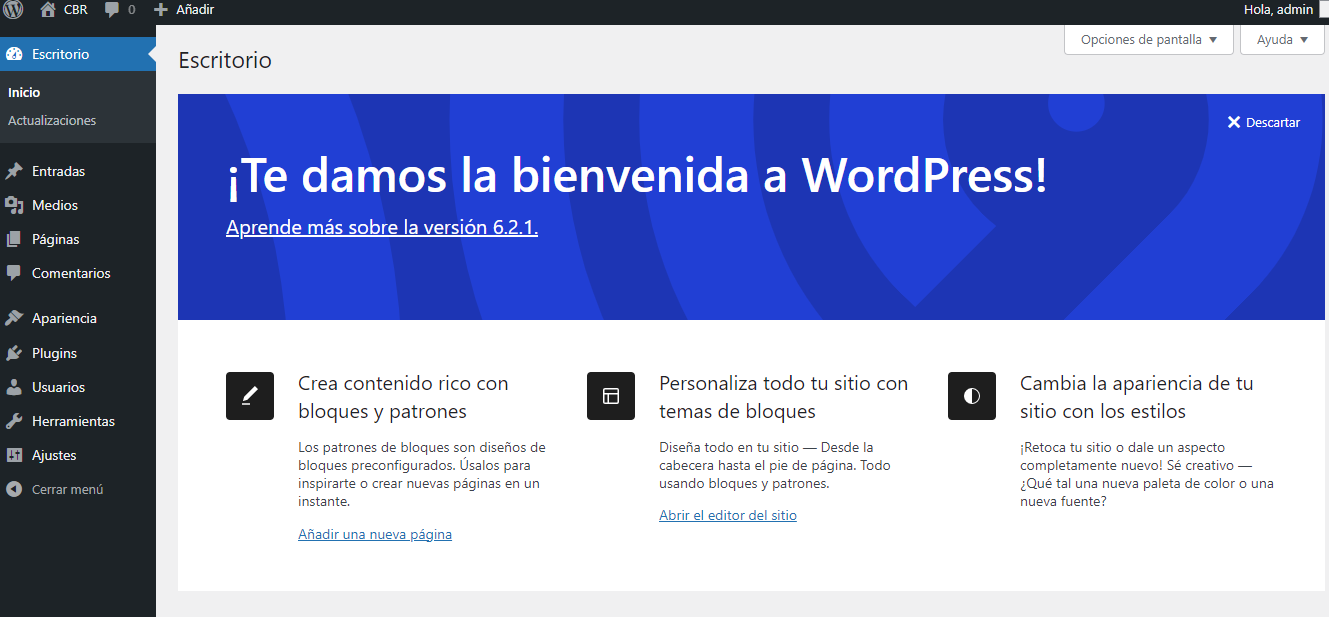 CBR
0
Añadir
Hola, admin
Escritorio
Inicio
Actualizaciones
Entradas
Medios
Páginas
Comentarios
Apariencia
Plugins
Usuarios
Herramientas
Ajustes
Cerrar menú
Opciones de pantalla
Ayuda
Escritorio
Descartar
¡Te damos la bienvenida a WordPress!
Aprende más sobre la versión 6.2.1.
Crea contenido rico con
bloques y patrones
Los patrones de bloques son diseños de
bloques preconfigurados. Úsalos para
inspirarte o crear nuevas páginas en un
instante.
Añadir una nueva página
Personaliza todo tu sitio con
temas de bloques
Diseña todo en tu sitio — Desde la
cabecera hasta el pie de página. Todo
usando bloques y patrones.
Abrir el editor del sitio
Cambia la apariencia de tu
sitio con los estilos
¡Retoca tu sitio o dale un aspecto
completamente nuevo! Sé creativo —
¿Qué tal una nueva paleta de color o una
nueva fuente?